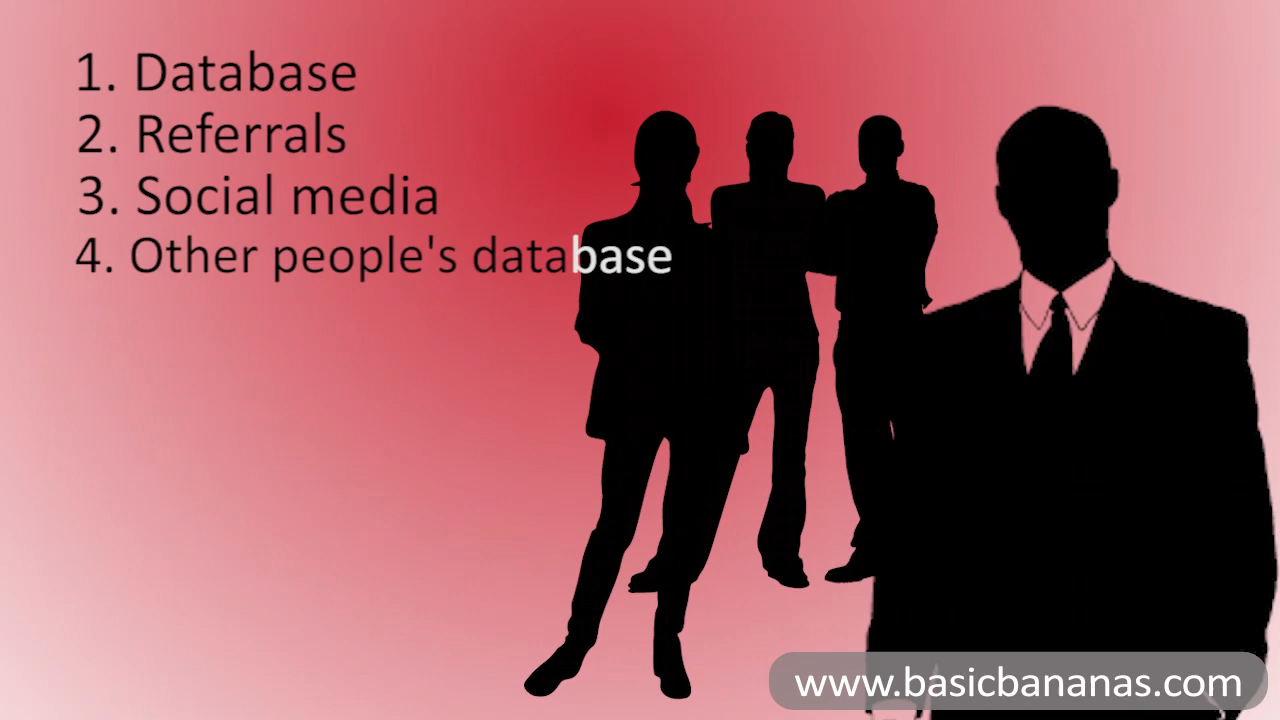 1. Database
2. Referrals
3. Social media
4. Other people's database
www.basicbananas.com